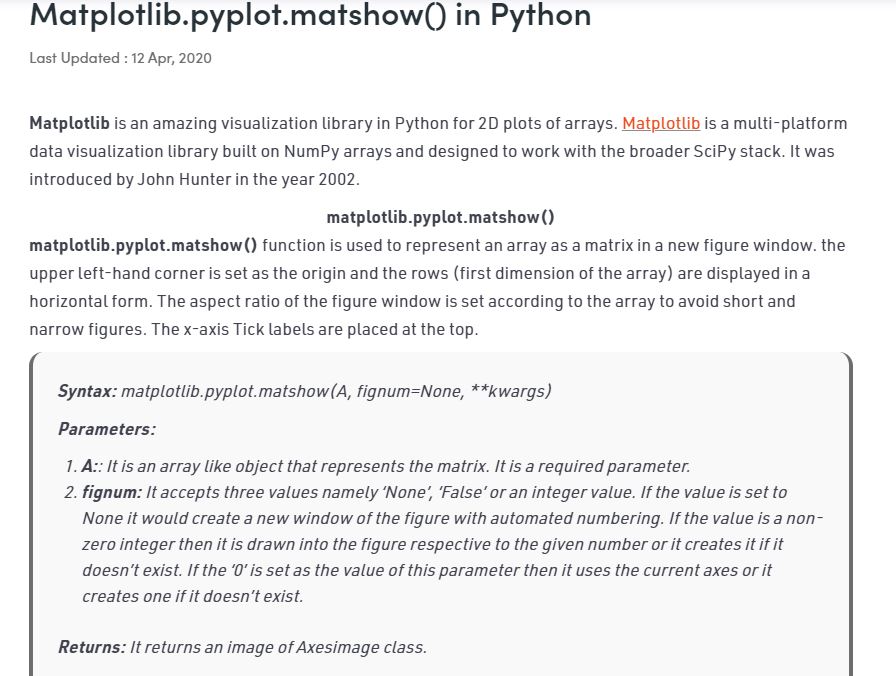 Matplotlib.pyplot.matshow() in Python
Last Updated : 12 Apr, 2020
Matplotlib is an amazing visualization library in Python for 2D plots of arrays. Matplotlib is a multi-platform
data visualization library built on NumPy arrays and designed to work with the broader SciPy stack. It was
introduced by John Hunter in the year 2002.
matplotlib.pyplot.matshow()
matplotlib.pyplot.matshow() function is used to represent an array as a matrix in a new figure window. the
upper left-hand corner is set as the origin and the rows (first dimension of the array) are displayed in a
horizontal form. The aspect ratio of the figure window is set according to the array to avoid short and
narrow figures. The x-axis Tick labels are placed at the top.
Syntax: matplotlib.pyplot.matshow(A, fignum=None, **kwargs)
Parameters:
1. A:: It is an array like object that represents the matrix. It is a required parameter.
2. fignum: It accepts three values namely ‘None’, ‘False’ or an integer value. If the value is set to
None it would create a new window of the figure with automated numbering. If the value is a non-
zero integer then it is drawn into the figure respective to the given number or it creates it if it
doesn’t exist. If the ‘0’ is set as the value of this parameter then it uses the current axes or it
creates one if it doesn’t exist.
Returns: It returns an image of Axesimage class.